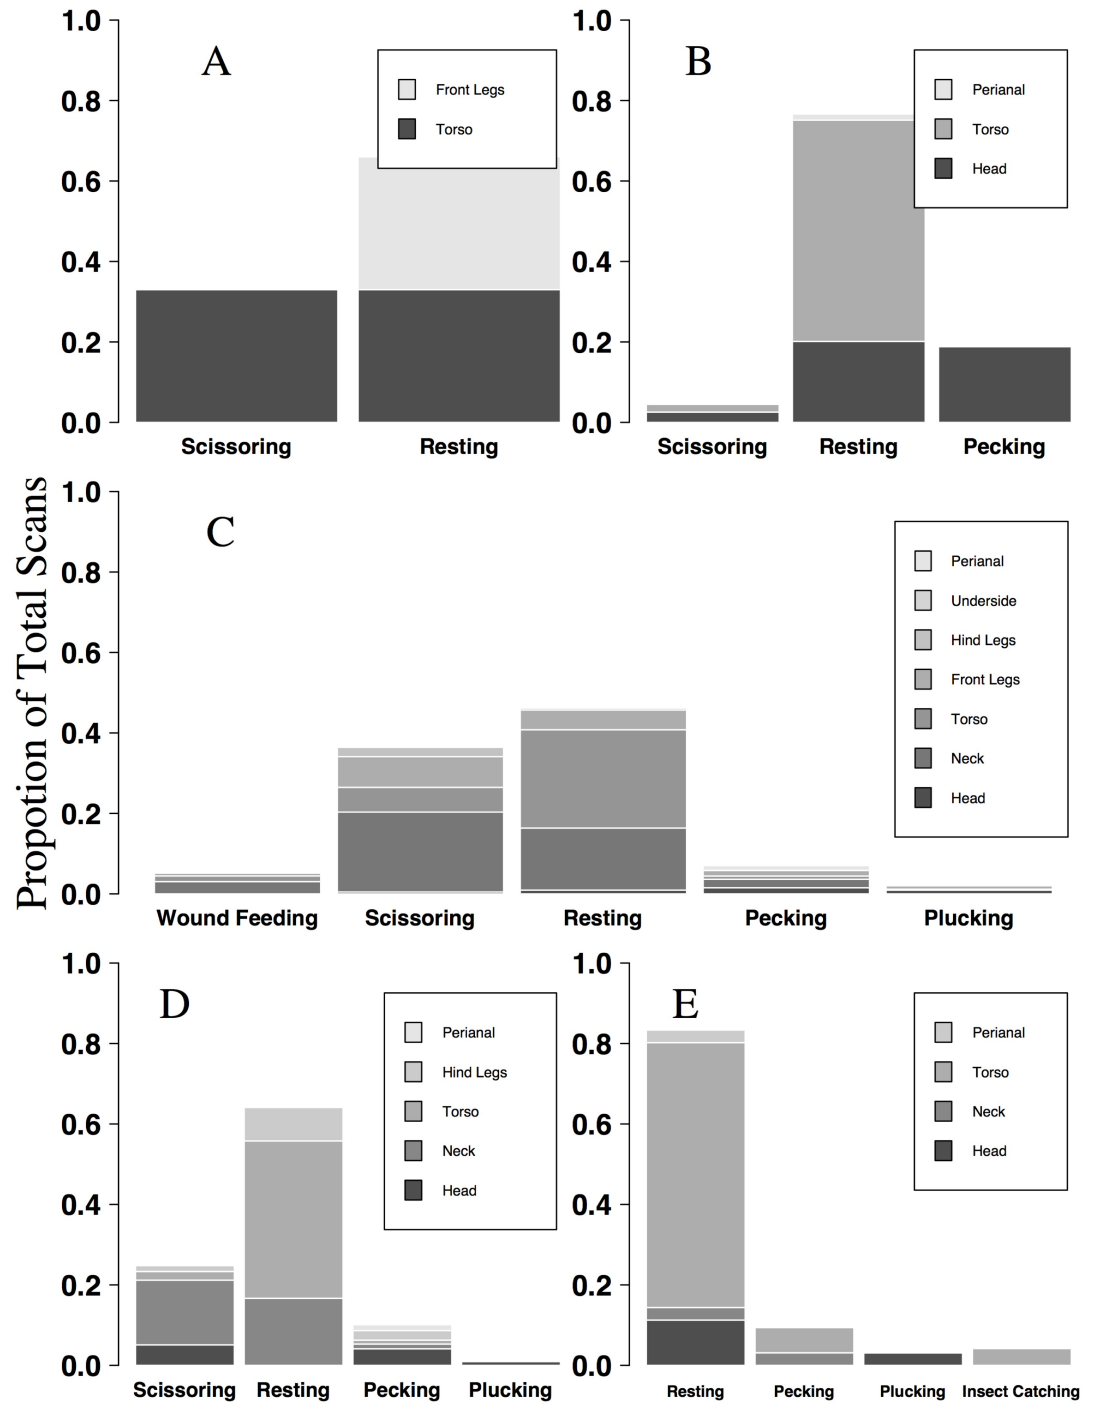 A
1.0
0.8
0.6
0.4
0.2
0.0
Front Legs
Torso
Scissoring
Resting
B
1.0
0.8
0.6
0.4
0.2
0.0
Perianal
Torso
Head
Scissoring
Resting
Pecking
Propotion of Total Scans
C
1.0
0.8
0.6
0.4
0.2
0.0
Perianal
Underside
Hind Legs
Front Legs
Torso
Neck
Head
Wound Feeding
Scissoring
Resting
Pecking
Plucking
D
1.0
0.8
0.6
0.4
0.2
0.0
Perianal
Hind Legs
Torso
Neck
Head
Scissoring
Resting
Pecking
Plucking
E
1.0
0.8
0.6
0.4
0.2
0.0
Perianal
Torso
Neck
Head
Resting
Pecking
Plucking
Insect Catching